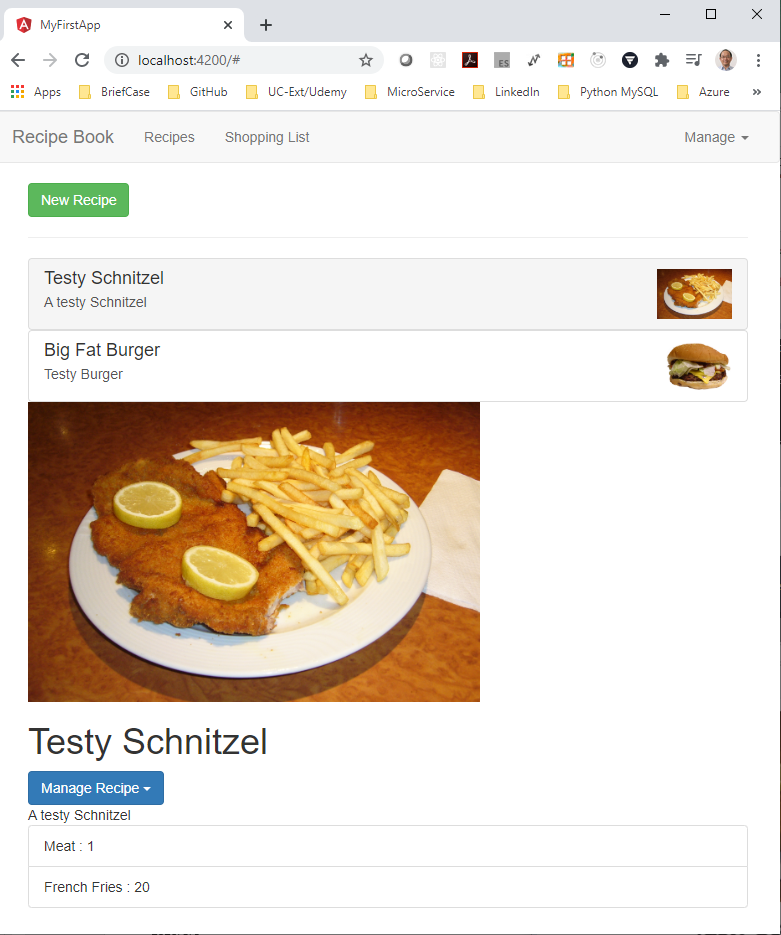 MyFirstApp
localhost:4200/#
ES
Apps BriefCase GitHub UC-Ext/Udemy MicroService LinkedIn Python MySQL Azure »
Recipe Book Recipes Shopping List Manage
New Recipe
Testy Schnitzel
A testy Schnitzel
Big Fat Burger
Testy Burger
Testy Schnitzel
Manage Recipe
A testy Schnitzel
Meat : 1
French Fries : 20